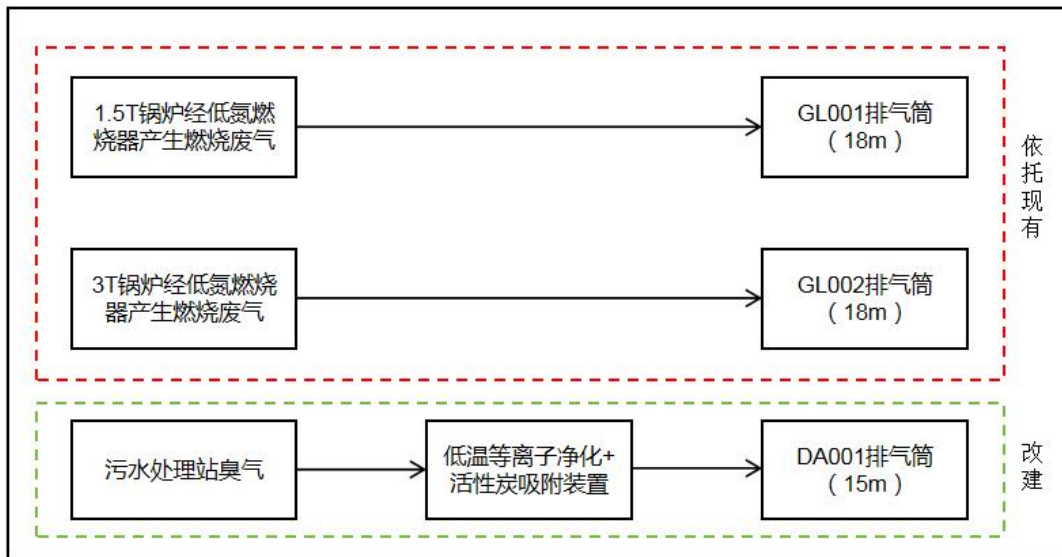 1.5T锅炉经低氮燃
烧器产生燃烧废气
GL001排气筒
（18m）
依托现有
3T锅炉经低氮燃烧
器产生燃烧废气
GL002排气筒
（18m）
污水处理站臭气
低温等离子净化+
活性炭吸附装置
DA001排气筒
（15m）
改建